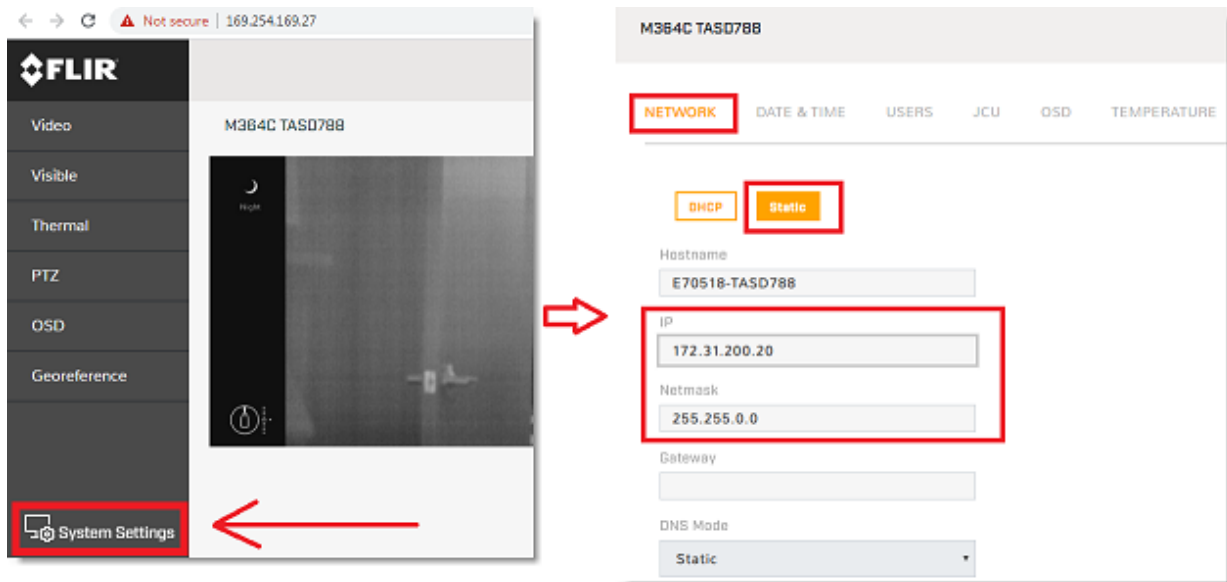 Not secure | 169.254.169.27
FLIR
Video
Visible
Thermal
PTZ
OSD
Georeference
System Settings
M364C TASD788
Night
M364C TASD788
NETWORK DATE & TIME USERS JCU OSD TEMPERATURE
DHCP Static
Hostname
E70518-TASD788
IP
172.31.200.20
Netmask
255.255.0.0
Gateway
DNS Mode
Static